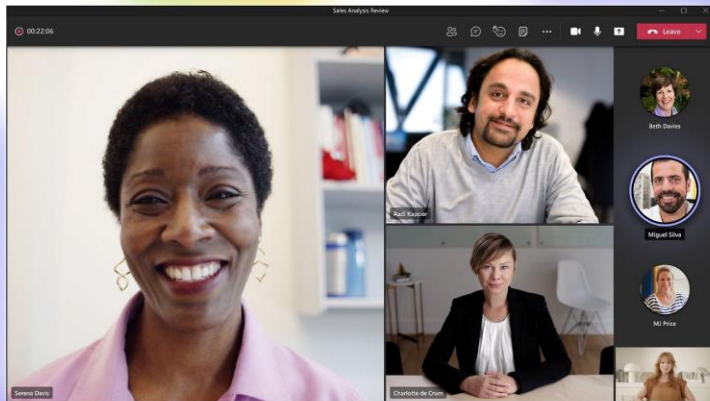 Sales Analysis Review
00:22:06
Leave
Serena Davis
Aadi Kapoor
Charlotte de Crum
Beth Davies
Miguel Silva
MJ Price